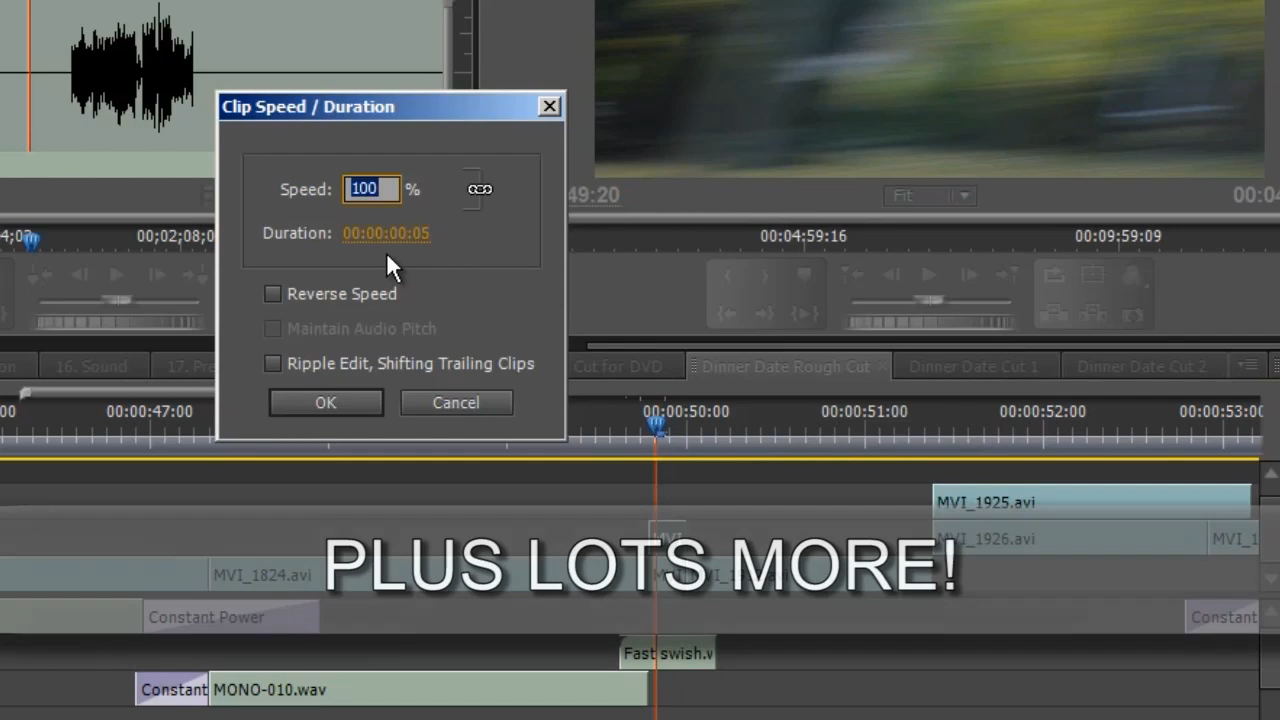 Clip Speed / Duration
Speed: 100 %
Duration: 00:00:00:05
Reverse Speed
Maintain Audio Pitch
Ripple Edit, Shifting Trailing Clips
OK Cancel
49:20 Fit
00;02;08;0 00:04:59:16 00:09:59:09
16. Sound 17. Cut for DVD Dinner Date Rough Cut Dinner Date Cut 1 Dinner Date Cut 2
00:00:47:00 00:00:50:00 00:00:51:00 00:00:52:00 00:00:53:00
MVI_1925.avi
MVI_1926.avi
MVI_1824.avi
PLUS LOTS MORE!
Constant Power Constant
Fast swish.v
Constant MONO-010.wav